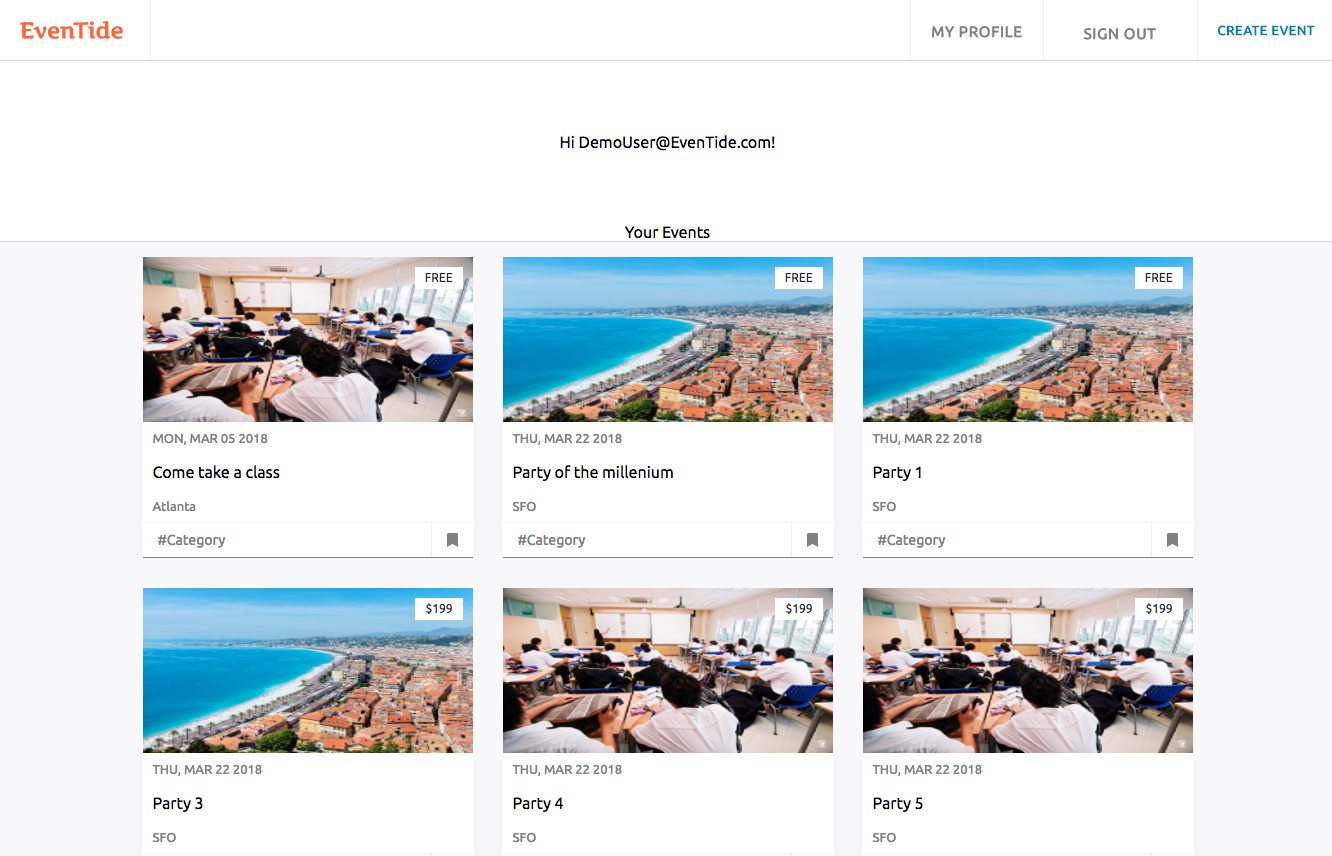 EvenTide
MY PROFILE
SIGN OUT
CREATE EVENT
Hi DemoUser@EvenTide.com!
Your Events
FREE
MON, MAR 05 2018
Come take a class
Atlanta
#Category
FREE
THU, MAR 22 2018
Party of the millenium
SFO
#Category
FREE
THU, MAR 22 2018
Party 1
SFO
#Category
$199
THU, MAR 22 2018
Party 3
SFO
$199
THU, MAR 22 2018
Party 4
SFO
$199
THU, MAR 22 2018
Party 5
SFO